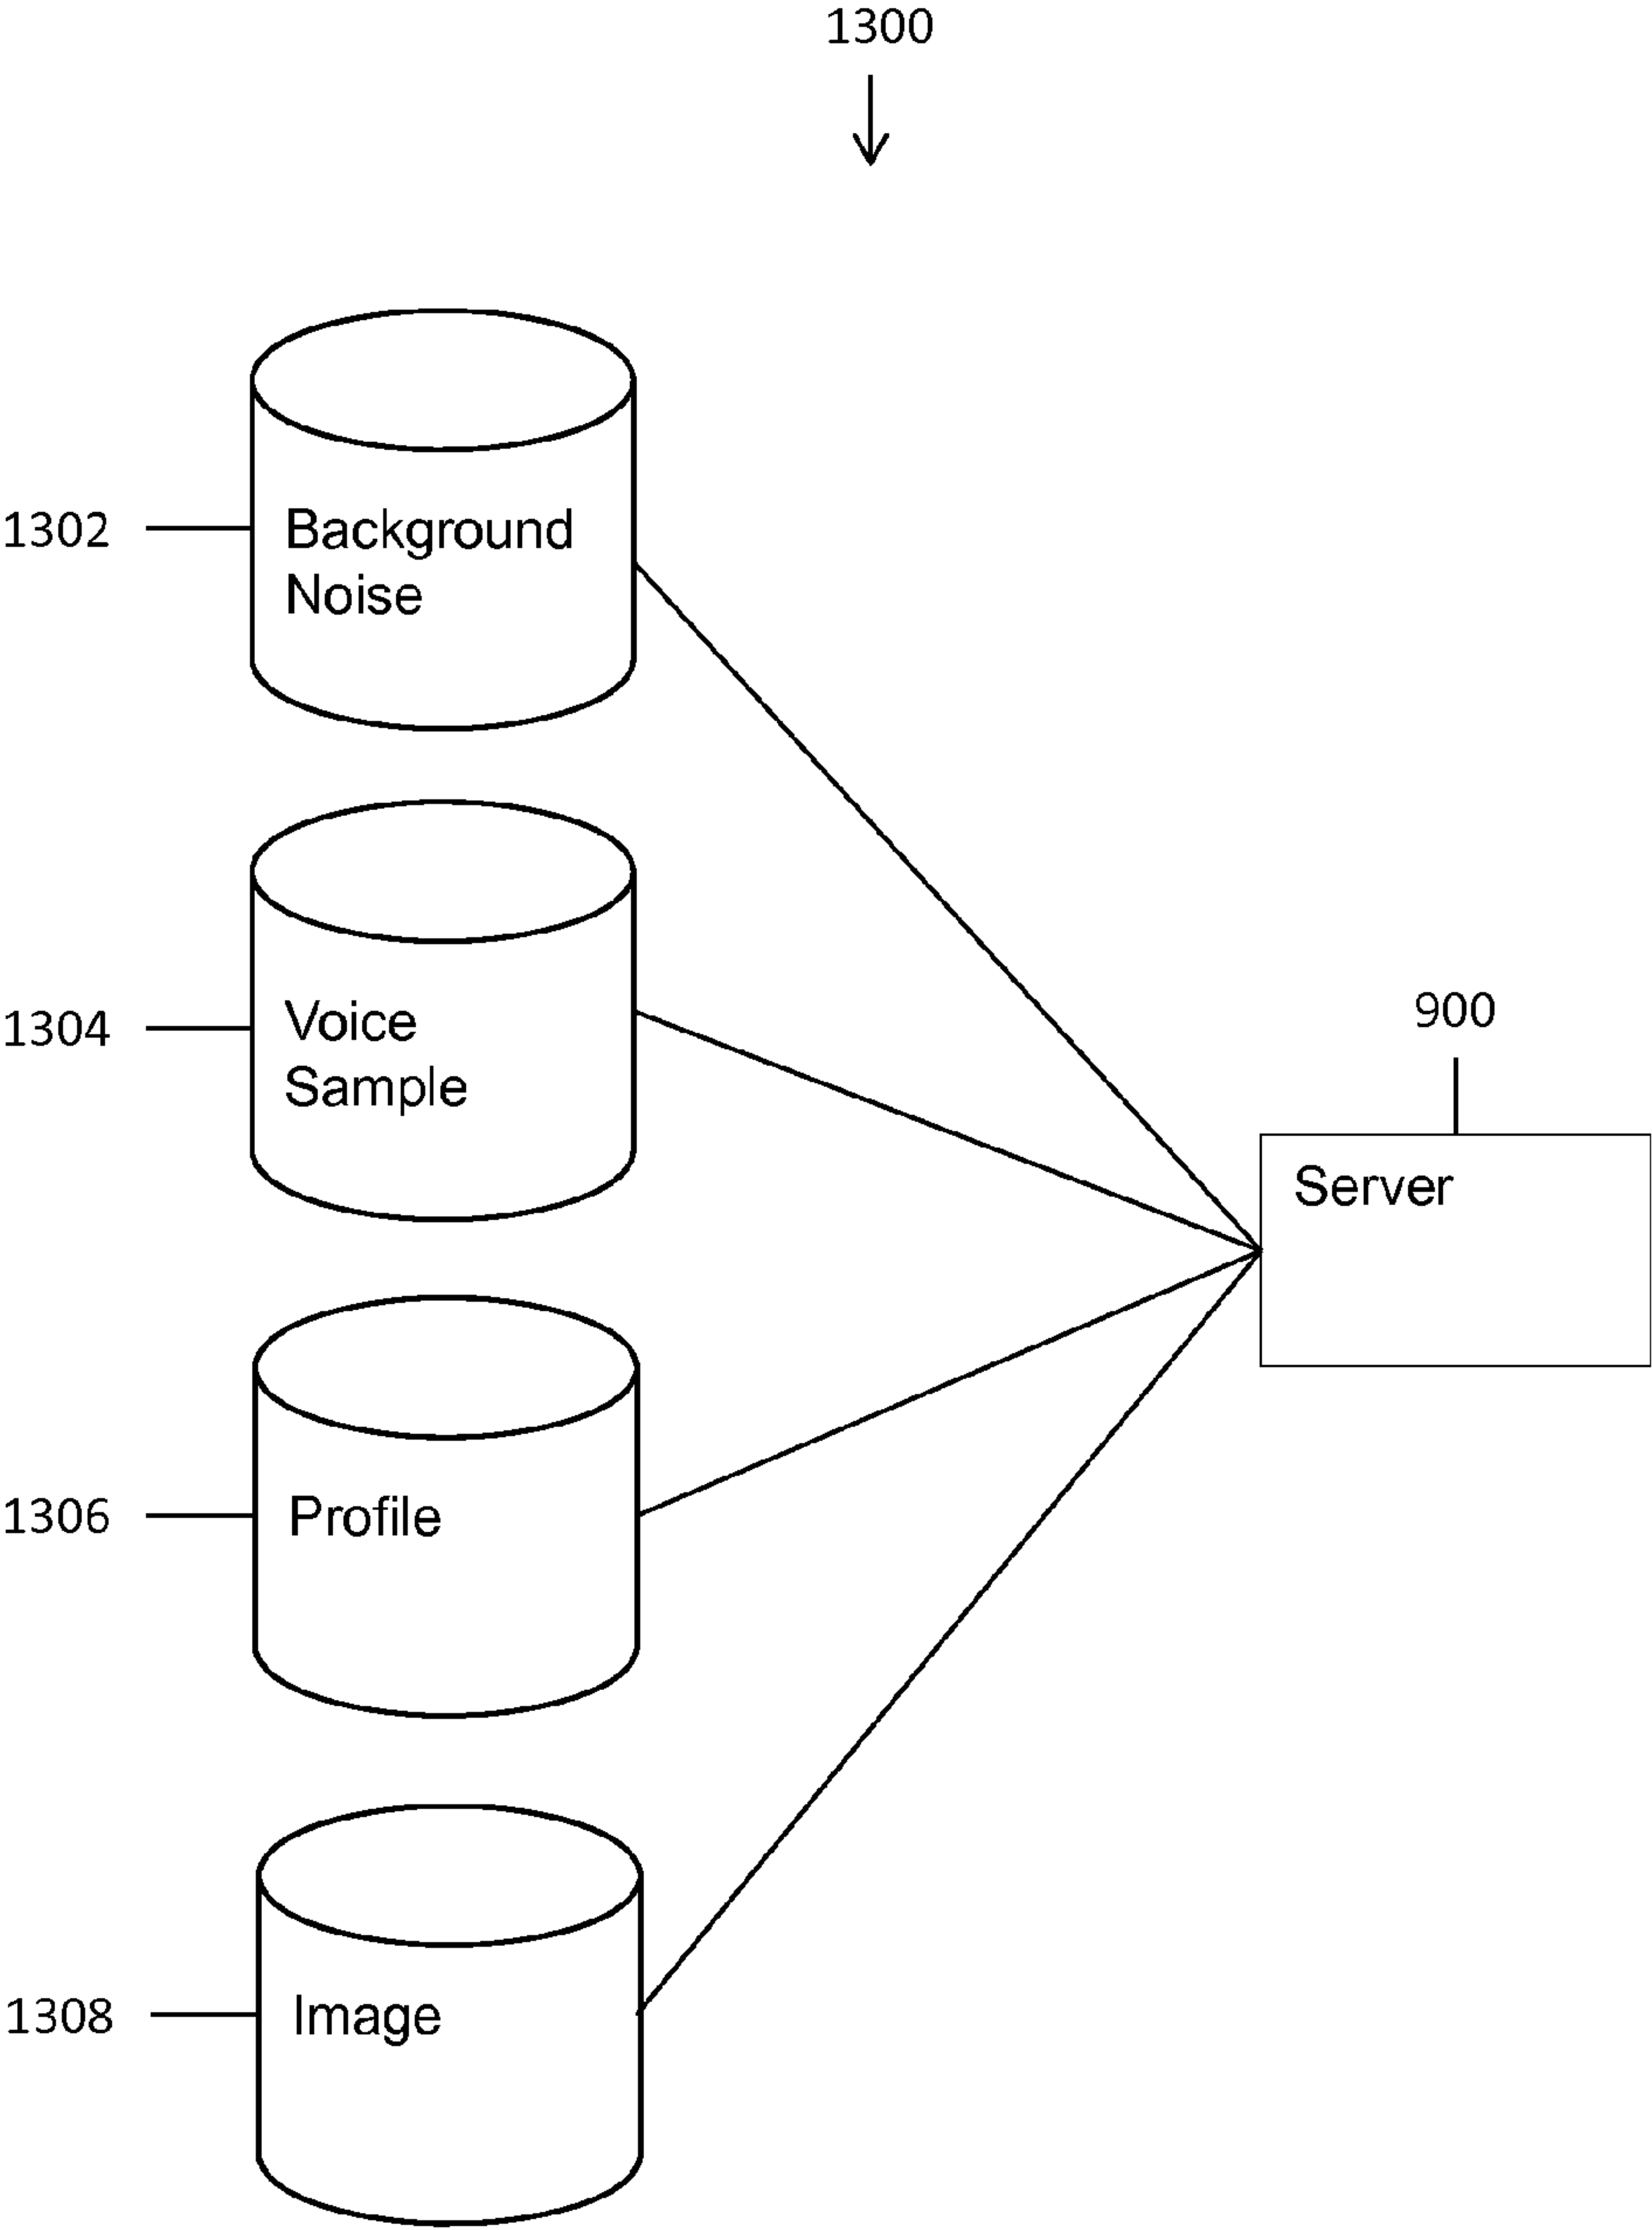 1300
1302
Background
Noise
1304
Voice
Sample
900
Server
1306
Profile
1308
Image